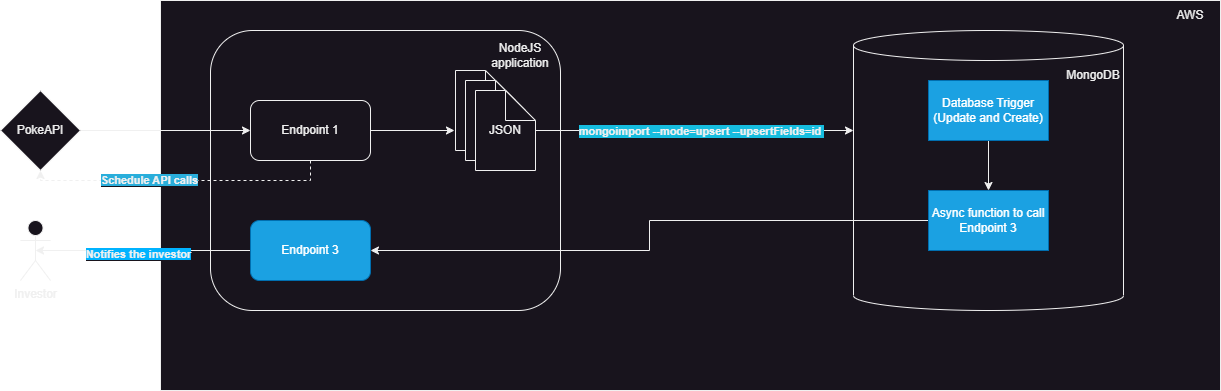 AWS
NodeJS
application
MongoDB
PokeAPI
Endpoint 1
JSON
mongoimport --mode=upsert --upsertFields=id
Database Trigger
(Update and Create)
Schedule API calls
Async function to call
Endpoint 3
Notifies the investor
Endpoint 3
investor